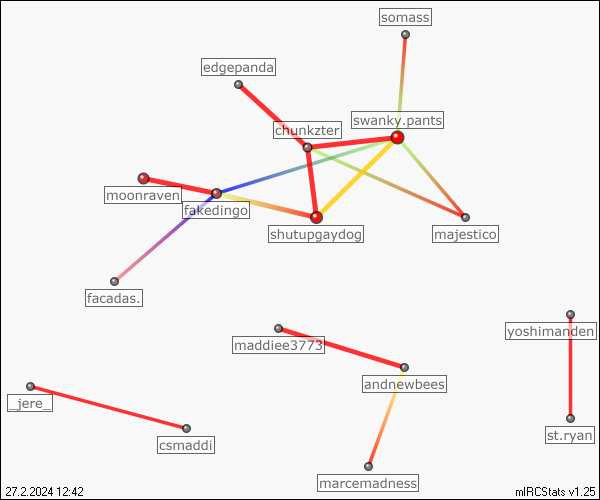 somass
edgepanda
swanky.pants
chunkzter
moonraven
fakedingo
shutupgaydog
majestico
facadas.
yoshimanden
maddiee3773
andnewbees
_jere_
csmaddi
st.ryan
marcemadness
27.2.2024 12:42
mIRCStats v1.25